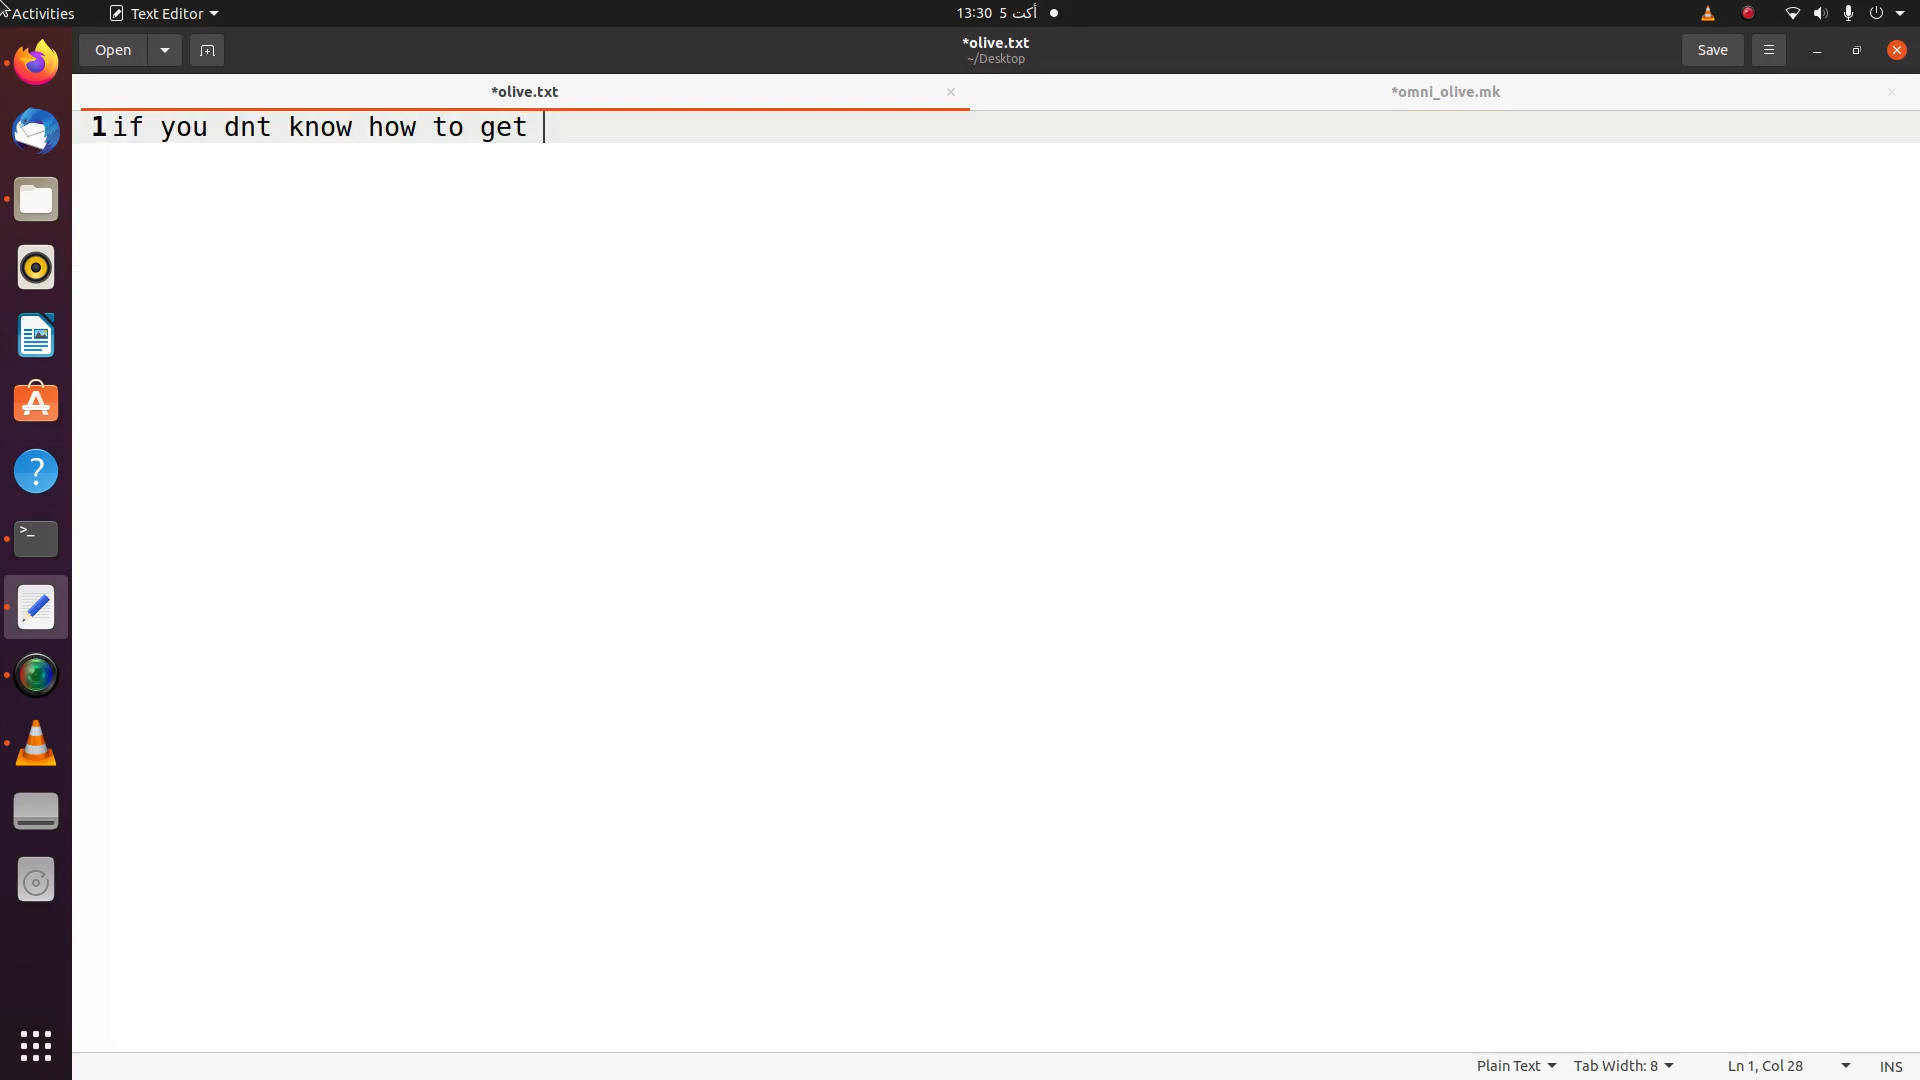 Activities
Text Editor
13:30 5 أكت
Open
*olive.txt
~/Desktop
Save
*olive.txt
*omni_olive.mk
1 if you dnt know how to get
Plain Text
Tab Width: 8
Ln 1, Col 28
INS